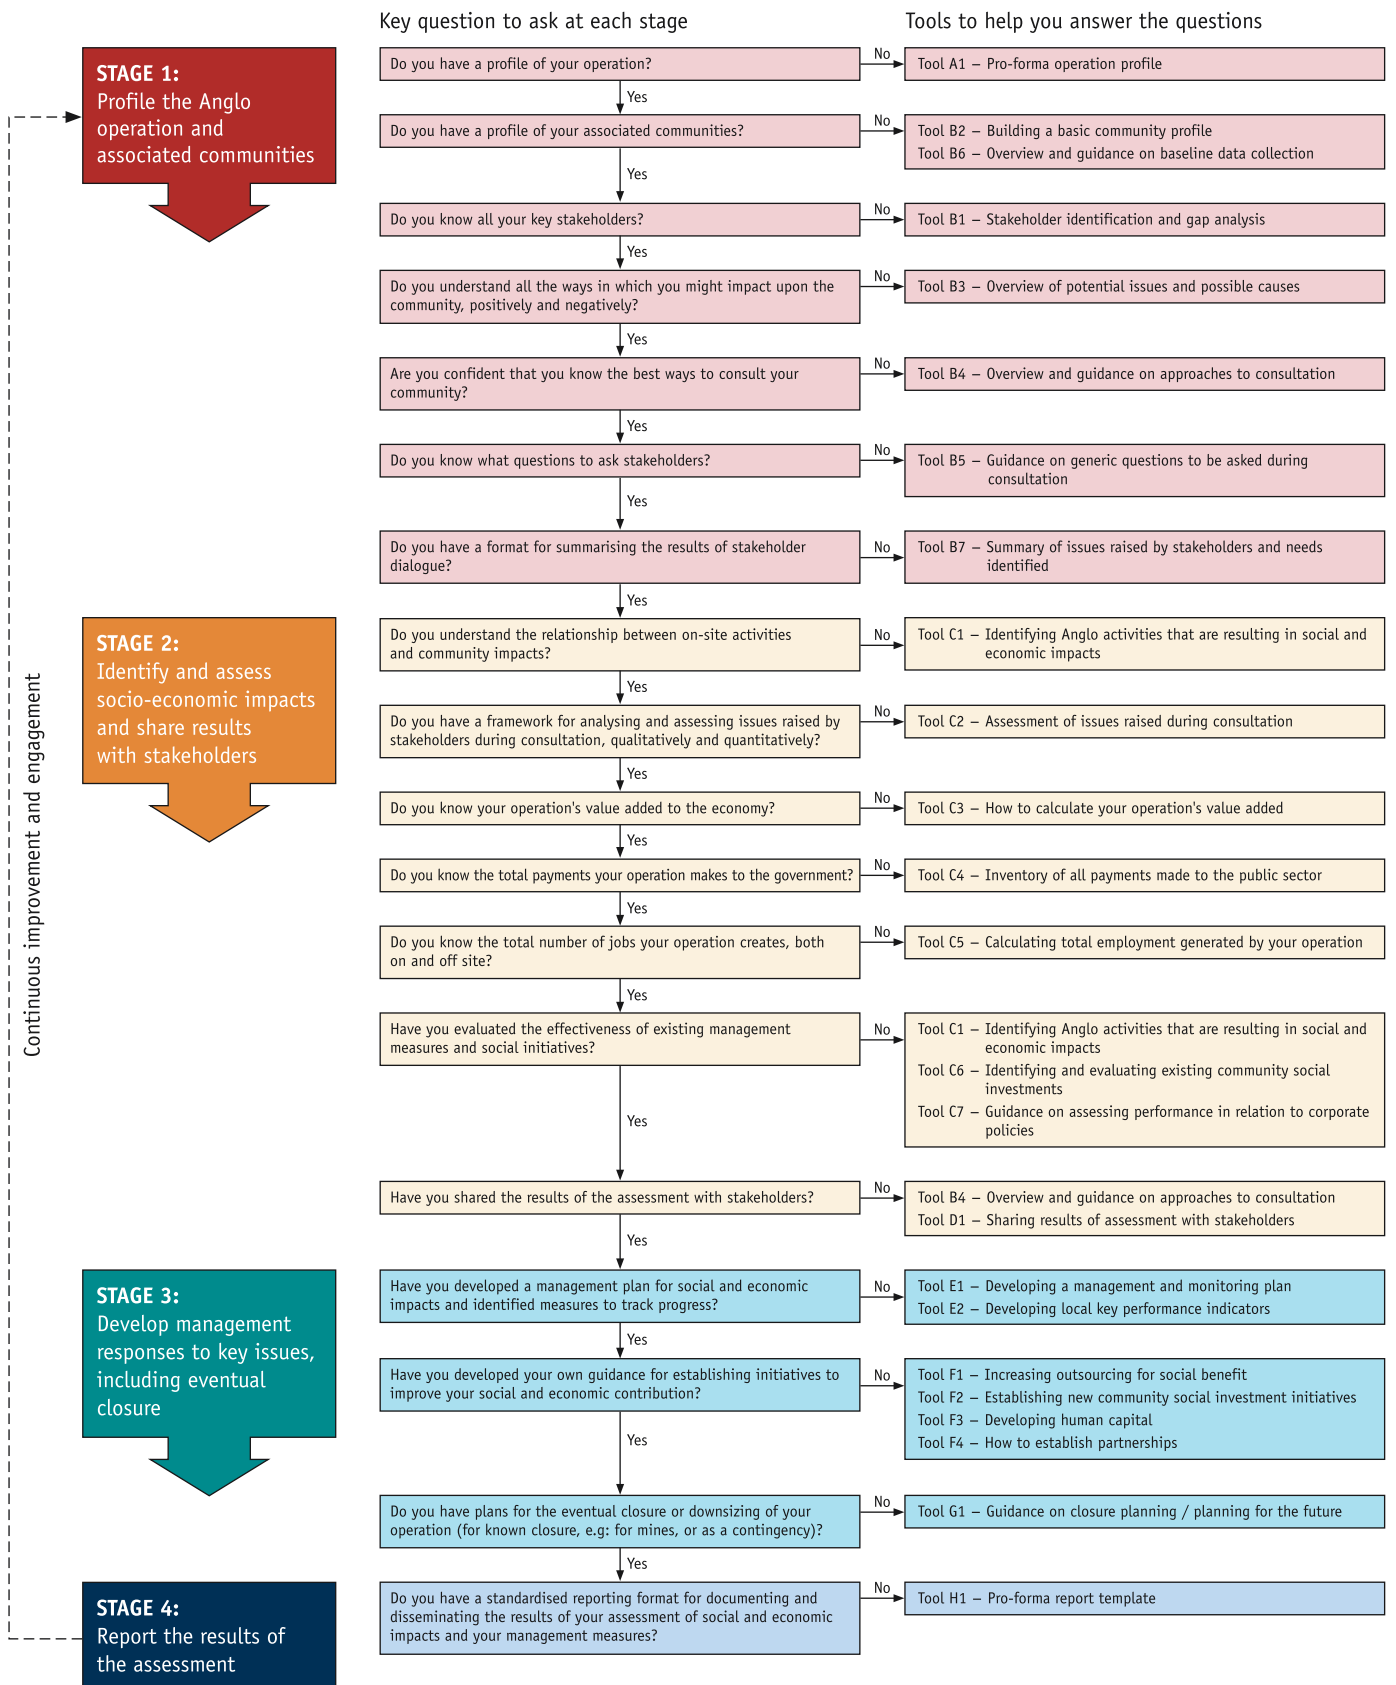 Key question to ask at each stage
Tools to help you answer the questions
STAGE 1:
Profile the Anglo
operation and
associated communities
Do you have a profile of your operation?
No
Tool A1 – Pro-forma operation profile
Yes
Do you have a profile of your associated communities?
No
Tool B2 – Building a basic community profile
Tool B6 – Overview and guidance on baseline data collection
Yes
Do you know all your key stakeholders?
No
Tool B1 – Stakeholder identification and gap analysis
Yes
Do you understand all the ways in which you might impact upon the
community, positively and negatively?
No
Tool B3 – Overview of potential issues and possible causes
Yes
Are you confident that you know the best ways to consult your
community?
No
Tool B4 – Overview and guidance on approaches to consultation
Yes
Do you know what questions to ask stakeholders?
No
Tool B5 – Guidance on generic questions to be asked during
consultation
Yes
Do you have a format for summarising the results of stakeholder
dialogue?
No
Tool B7 – Summary of issues raised by stakeholders and needs
identified
Yes
STAGE 2:
Identify and assess
socio-economic impacts
and share results
with stakeholders
Do you understand the relationship between on-site activities
and community impacts?
No
Tool C1 – Identifying Anglo activities that are resulting in social and
economic impacts
Yes
Do you have a framework for analysing and assessing issues raised by
stakeholders during consultation, qualitatively and quantitatively?
No
Tool C2 – Assessment of issues raised during consultation
Yes
Do you know your operation's value added to the economy?
No
Tool C3 – How to calculate your operation's value added
Yes
Do you know the total payments your operation makes to the government?
No
Tool C4 – Inventory of all payments made to the public sector
Yes
Do you know the total number of jobs your operation creates, both
on and off site?
No
Tool C5 – Calculating total employment generated by your operation
Yes
Have you evaluated the effectiveness of existing management
measures and social initiatives?
No
Tool C1 – Identifying Anglo activities that are resulting in social and
economic impacts
Tool C6 – Identifying and evaluating existing community social
investments
Tool C7 – Guidance on assessing performance in relation to corporate
policies
Yes
Have you shared the results of the assessment with stakeholders?
No
Tool B4 – Overview and guidance on approaches to consultation
Tool D1 – Sharing results of assessment with stakeholders
Yes
STAGE 3:
Develop management
responses to key issues,
including eventual
closure
Have you developed a management plan for social and economic
impacts and identified measures to track progress?
No
Tool E1 – Developing a management and monitoring plan
Tool E2 – Developing local key performance indicators
Yes
Have you developed your own guidance for establishing initiatives to
improve your social and economic contribution?
No
Tool F1 – Increasing outsourcing for social benefit
Tool F2 – Establishing new community social investment initiatives
Tool F3 – Developing human capital
Tool F4 – How to establish partnerships
Yes
Do you have plans for the eventual closure or downsizing of your
operation (for known closure, e.g: for mines, or as a contingency)?
No
Tool G1 – Guidance on closure planning / planning for the future
Yes
STAGE 4:
Report the results of
the assessment
Do you have a standardised reporting format for documenting and
disseminating the results of your assessment of social and economic
impacts and your management measures?
No
Tool H1 – Pro-forma report template
Continuous improvement and engagement